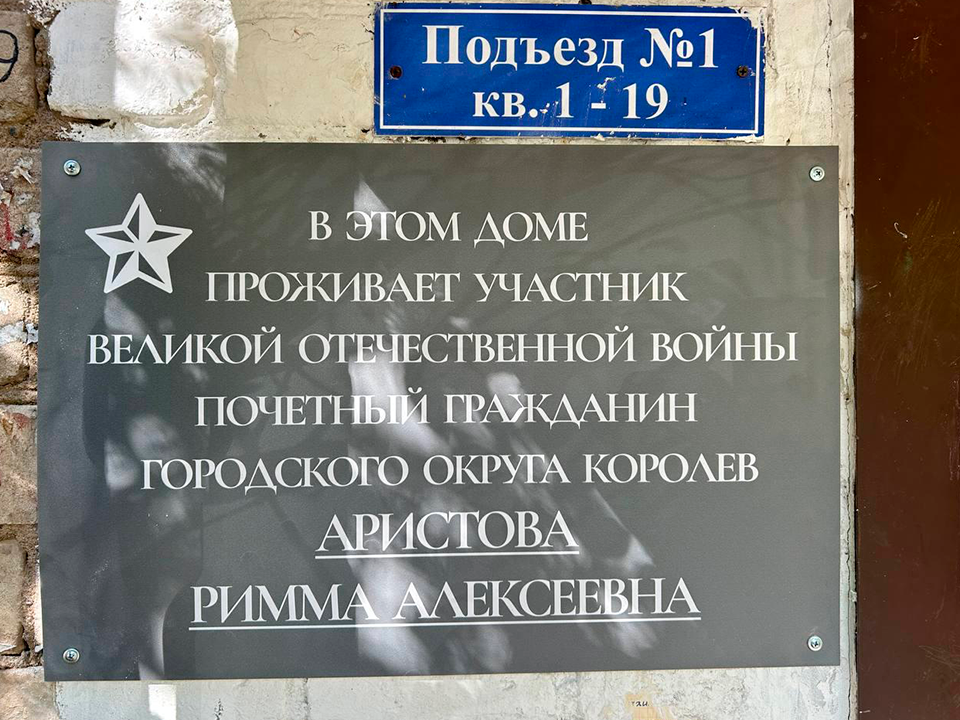 Подъезд №1
кв. 1 - 19
В ЭТОМ ДОМЕ
ПРОЖИВАЕТ УЧАСТНИК
ВЕЛИКОЙ ОТЕЧЕСТВЕННОЙ ВОЙНЫ
ПОЧЕТНЫЙ ГРАЖДАНИН
ГОРОДСКОГО ОКРУГА КОРОЛЕВ
АРИСТОВА
РИММА АЛЕКСЕЕВНА